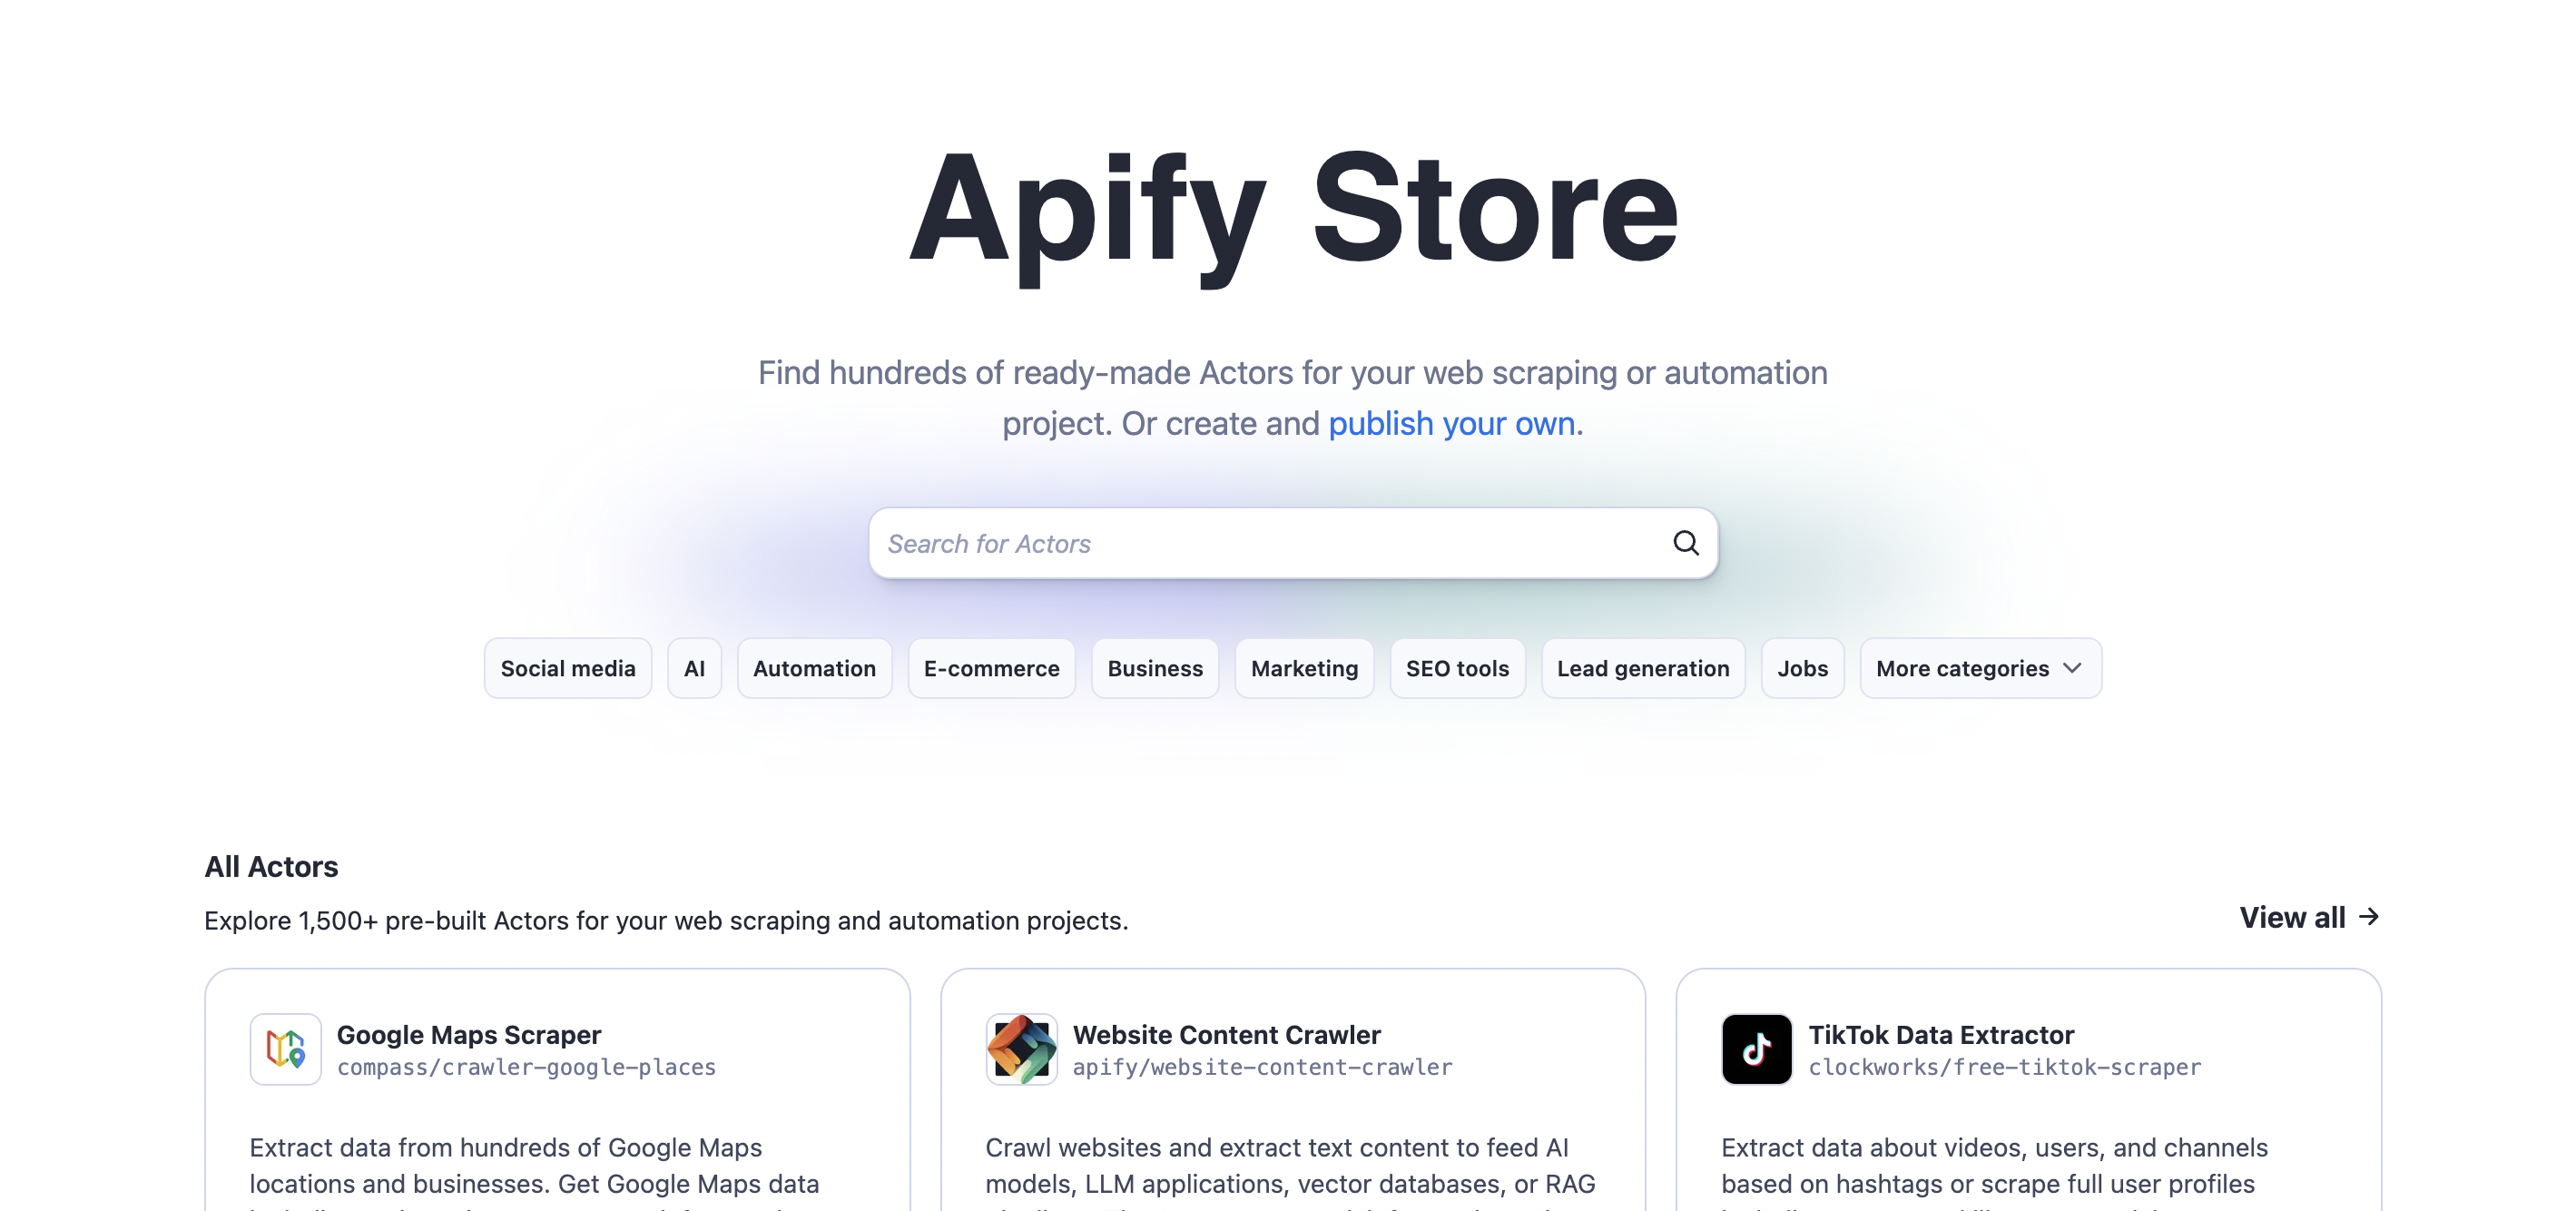 Apify Store
Find hundreds of ready-made Actors for your web scraping or automation
project. Or create and publish your own.
Search for Actors
Social media
AI
Automation
E-commerce
Business
Marketing
SEO tools
Lead generation
Jobs
More categories
All Actors
Explore 1,500+ pre-built Actors for your web scraping and automation projects.
View all →
Google Maps Scraper
compass/crawler-google-places
Extract data from hundreds of Google Maps
locations and businesses. Get Google Maps data
Website Content Crawler
apify/website-content-crawler
Crawl websites and extract text content to feed AI
models, LLM applications, vector databases, or RAG
TikTok Data Extractor
clockworks/free-tiktok-scraper
Extract data about videos, users, and channels
based on hashtags or scrape full user profiles